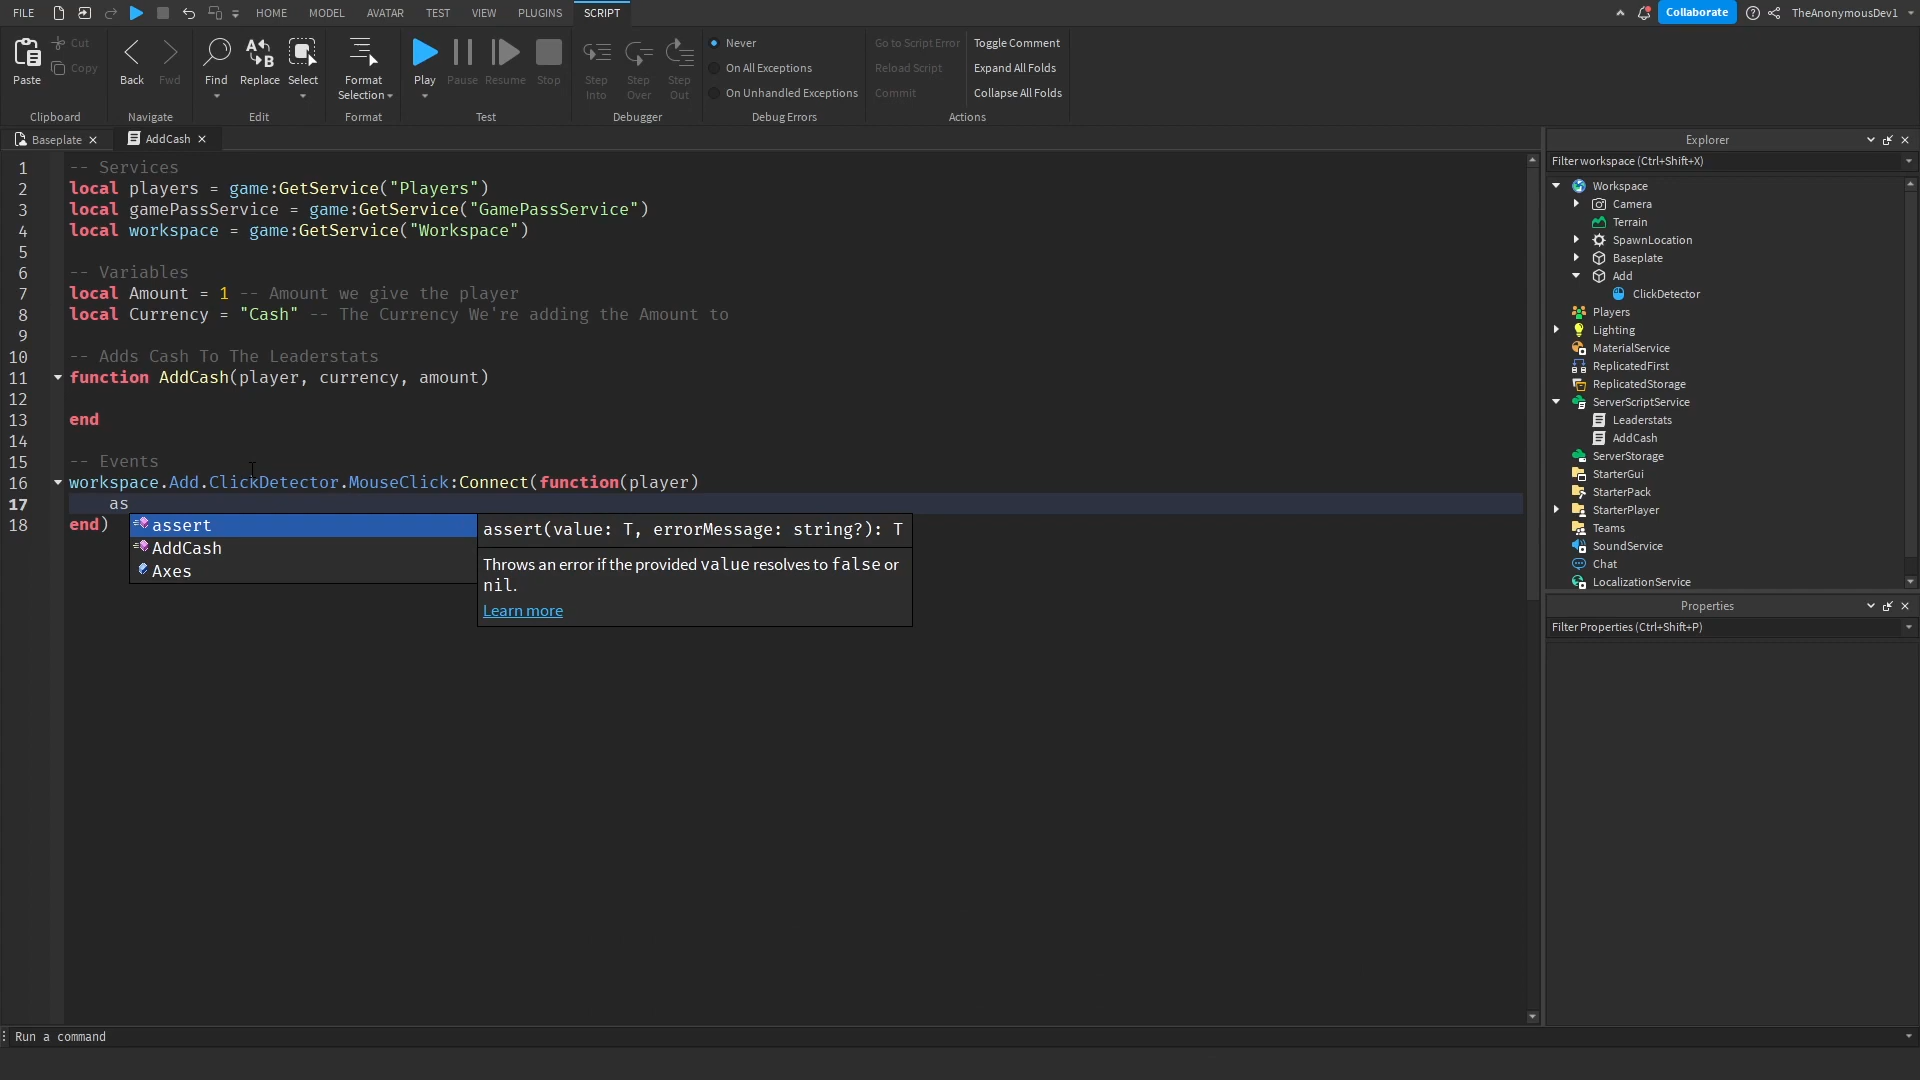 FILE HOME MODEL AVATAR TEST VIEW PLUGINS SCRIPT Collaborate TheAnonymousDev1
Paste Cut Copy
Back Fwd
Find Replace Select
Format Selection
Play Pause Resume Stop
Step Into Step Over Step Out
Never
On All Exceptions
On Unhandled Exceptions
Go to Script Error
Reload Script
Commit
Toggle Comment
Expand All Folds
Collapse All Folds
Clipboard Navigate Edit Format Test Debugger Debug Errors Actions
Baseplate AddCash
1 -- Services
2 local players = game:GetService("Players")
3 local gamePassService = game:GetService("GamePassService")
4 local workspace = game:GetService("Workspace")
5
6 -- Variables
7 local Amount = 1 -- Amount we give the player
8 local Currency = "Cash" -- The Currency We're adding the Amount to
9
10 -- Adds Cash To The Leaderstats
11 function AddCash(player, currency, amount)
12
13 end
14
15 -- Events
16 workspace.Add.ClickDetector.MouseClick:Connect(function(player)
17 as
18 end)
assert
AddCash
Axes
assert(value: T, errorMessage: string?): T
Throws an error if the provided value resolves to false or
nil.
Learn more
Explorer
Filter workspace (Ctrl+Shift+X)
Workspace
Camera
Terrain
SpawnLocation
Baseplate
Add
ClickDetector
Players
Lighting
MaterialService
ReplicatedFirst
ReplicatedStorage
ServerScriptService
Leaderstats
AddCash
ServerStorage
StarterGui
StarterPack
StarterPlayer
Teams
SoundService
Chat
LocalizationService
Properties
Filter Properties (Ctrl+Shift+P)
Run a command